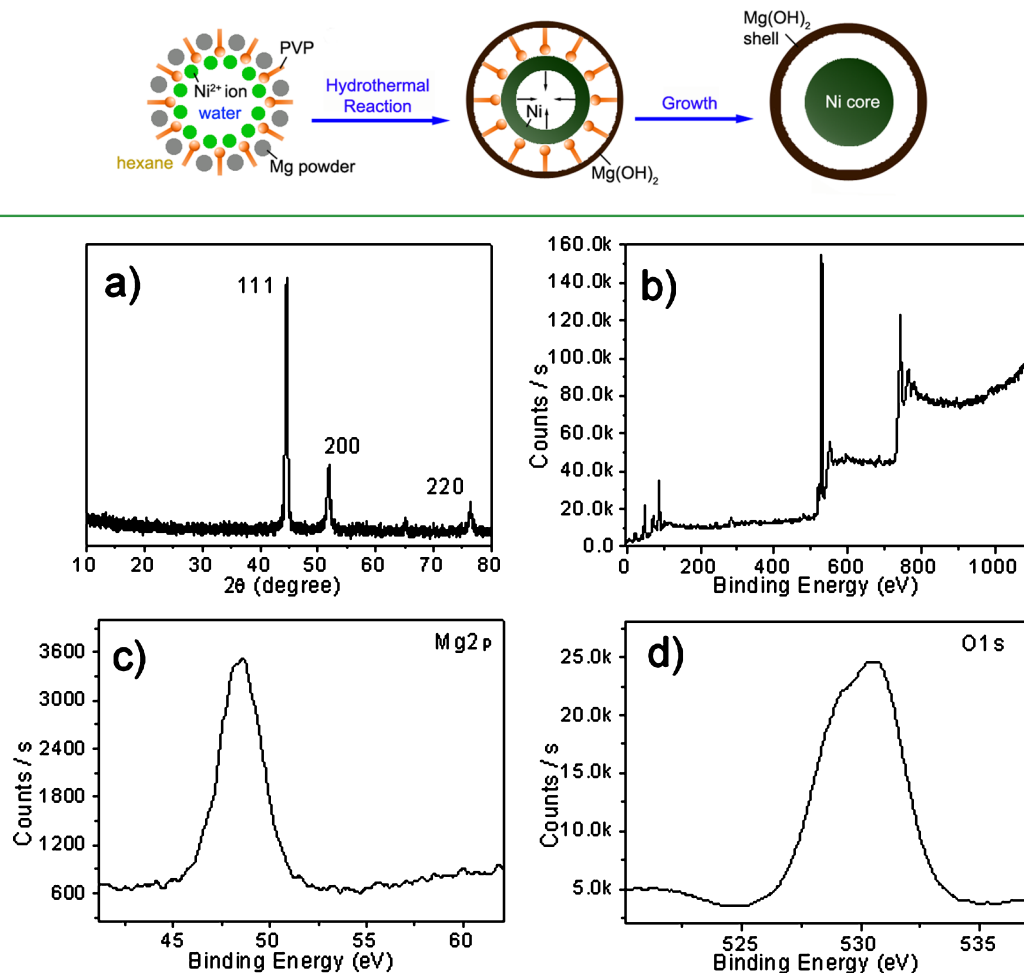 PVP
Ni²⁺ ion
water
hexane
Mg powder
Hydrothermal
Reaction
Ni
Mg(OH)₂
Growth
Mg(OH)₂
shell
Ni core
a)
111
200
220
10 20 30 40 50 60 70 80
2θ (degree)
b)
160.0k
140.0k
120.0k
100.0k
80.0k
60.0k
40.0k
20.0k
0.0
Counts / s
0 200 400 600 800 1000
Binding Energy (eV)
c)
Mg2p
3600
3000
2400
1800
1200
600
Counts / s
45 50 55 60
Binding Energy (eV)
d)
O1s
25.0k
20.0k
15.0k
10.0k
5.0k
Counts / s
525 530 535
Binding Energy (eV)